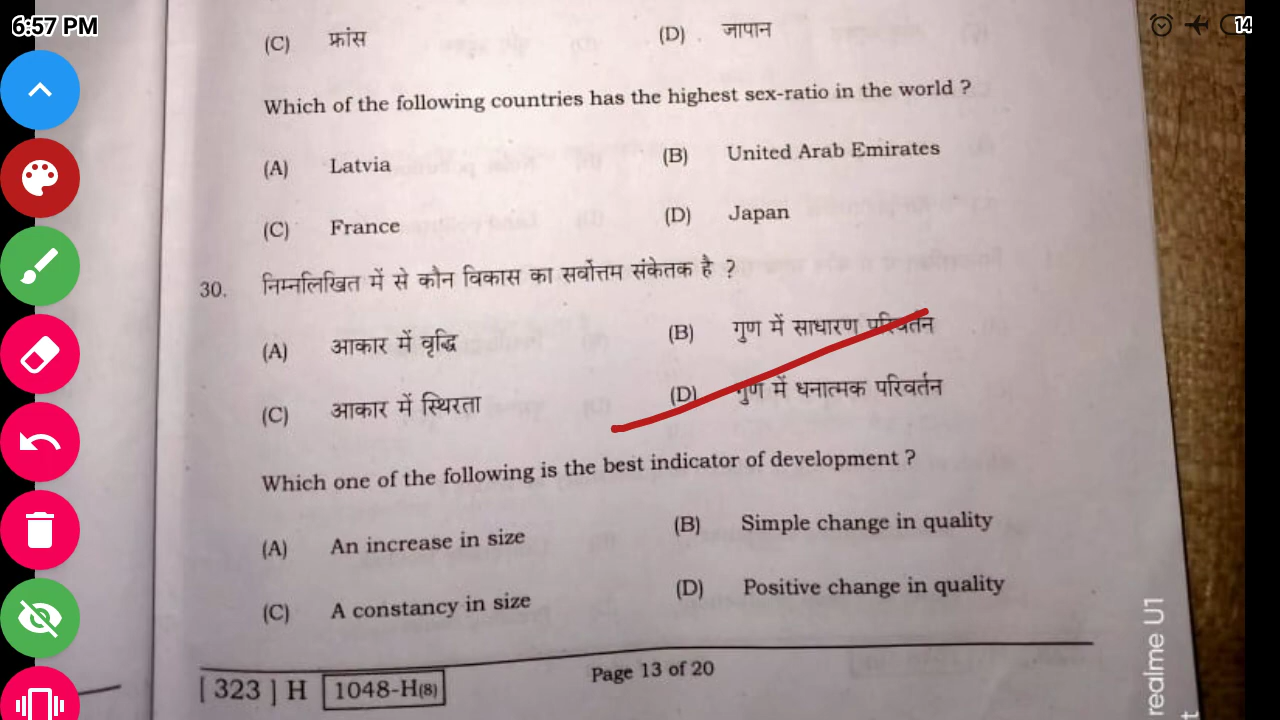 6:57 PM
14
(C) फ्रांस (D) जापान
Which of the following countries has the highest sex-ratio in the world ?
(A) Latvia (B) United Arab Emirates
(C) France (D) Japan
30. निम्नलिखित में से कौन विकास का सर्वोत्तम संकेतक है ?
(A) आकार में वृद्धि (B) गुण में साधारण परिवर्तन
(C) आकार में स्थिरता (D) गुण में धनात्मक परिवर्तन
Which one of the following is the best indicator of development ?
(A) An increase in size (B) Simple change in quality
(C) A constancy in size (D) Positive change in quality
[ 323 ] H 1048-H(8) Page 13 of 20
realme U1